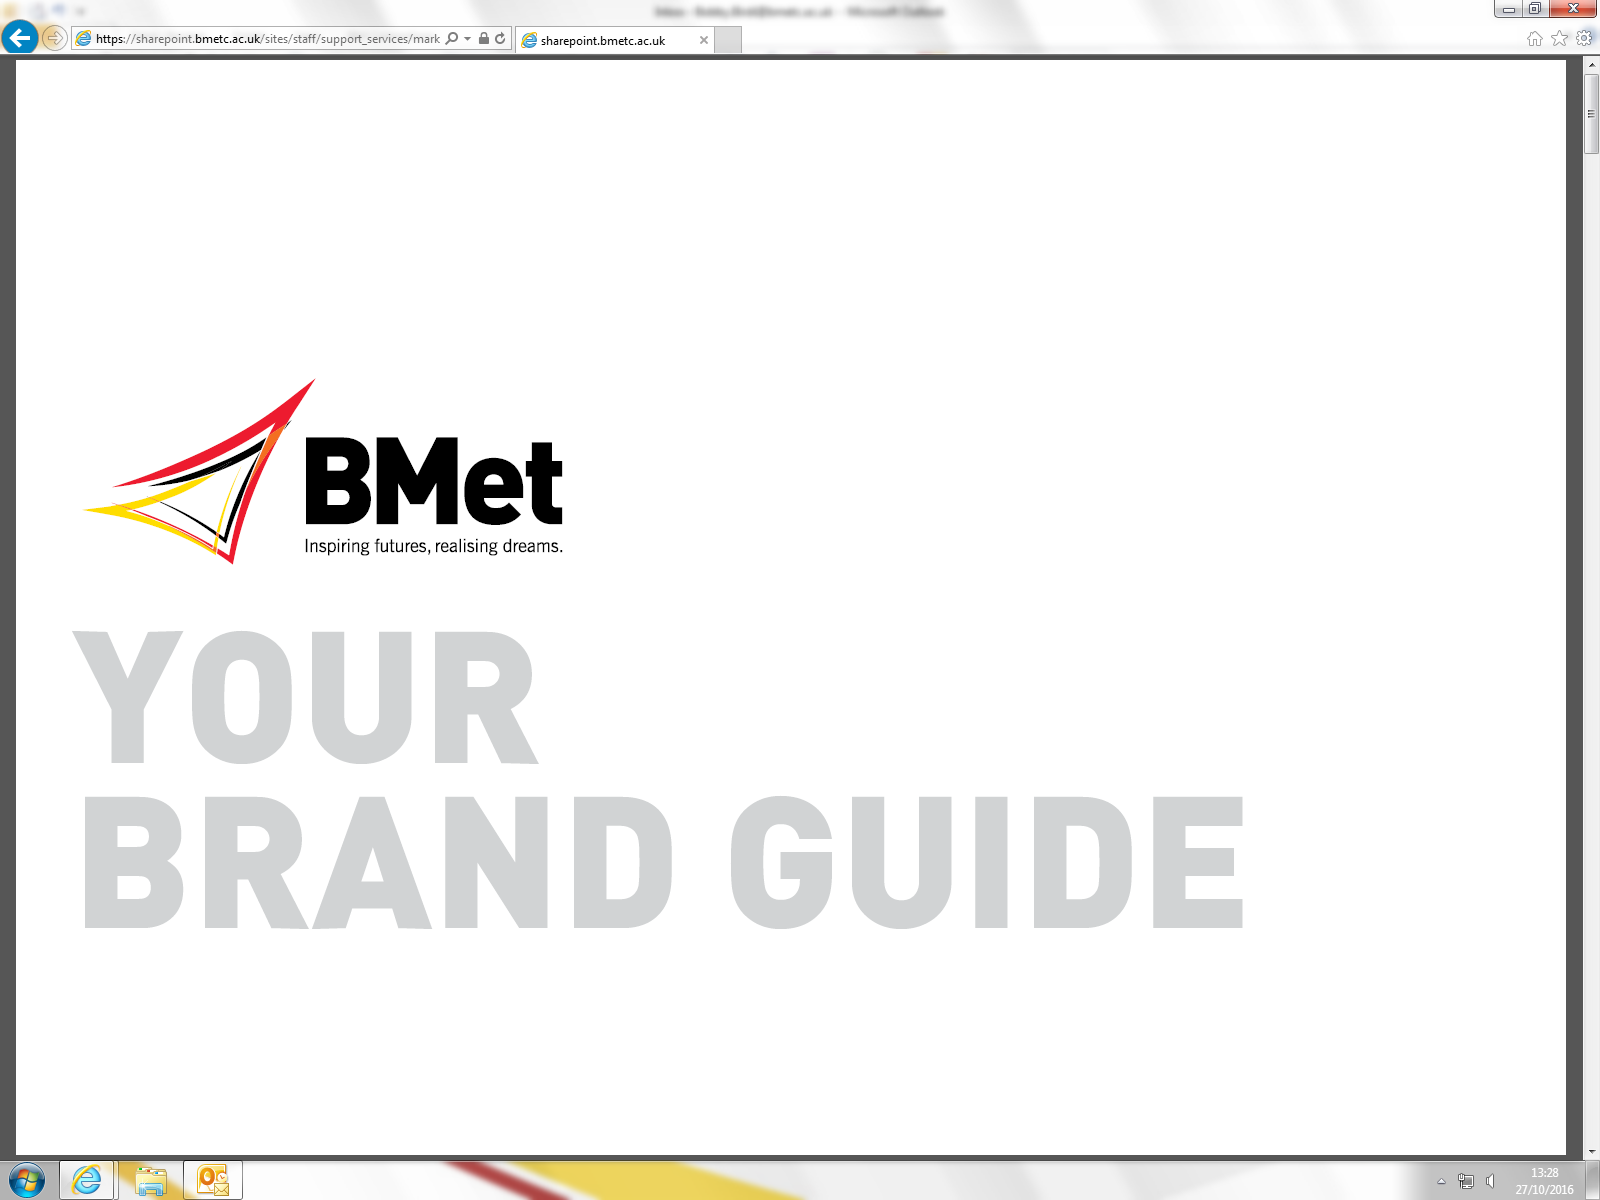 https://sharepoint.bmetc.ac.uk/sites/staff/support_services/mark
sharepoint.bmetc.ac.uk
BMet
Inspiring futures, realising dreams.
YOUR
BRAND GUIDE
13:28
27/10/2016